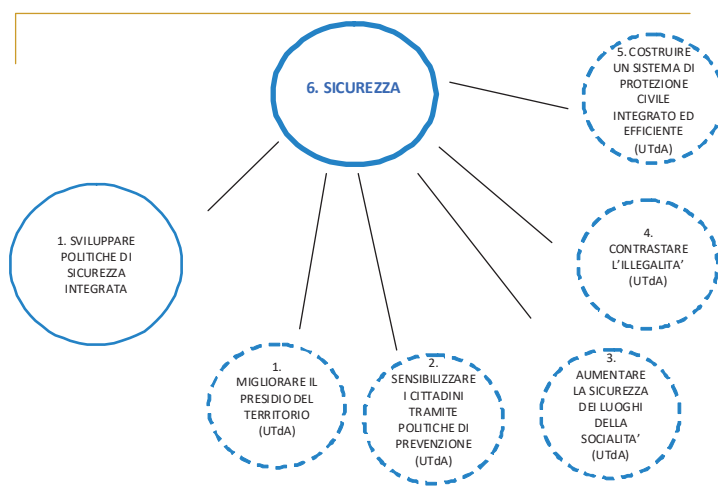 6. SICUREZZA
5. COSTRUIRE
UN SISTEMA DI
PROTEZIONE
CIVILE
INTEGRATO ED
EFFICIENTE
(UTdA)
1. SVILUPPARE
POLITICHE DI
SICUREZZA
INTEGRATA
4.
CONTRASTARE
L'ILLEGALITA'
(UTdA)
1.
MIGLIORARE IL
PRESIDIO DEL
TERRITORIO
(UTdA)
2.
SENSIBILIZZARE
I CITTADINI
TRAMITE
POLITICHE DI
PREVENZIONE
(UTdA)
3.
AUMENTARE
LA SICUREZZA
DEI LUOGHI
DELLA
SOCIALITA'
(UTdA)